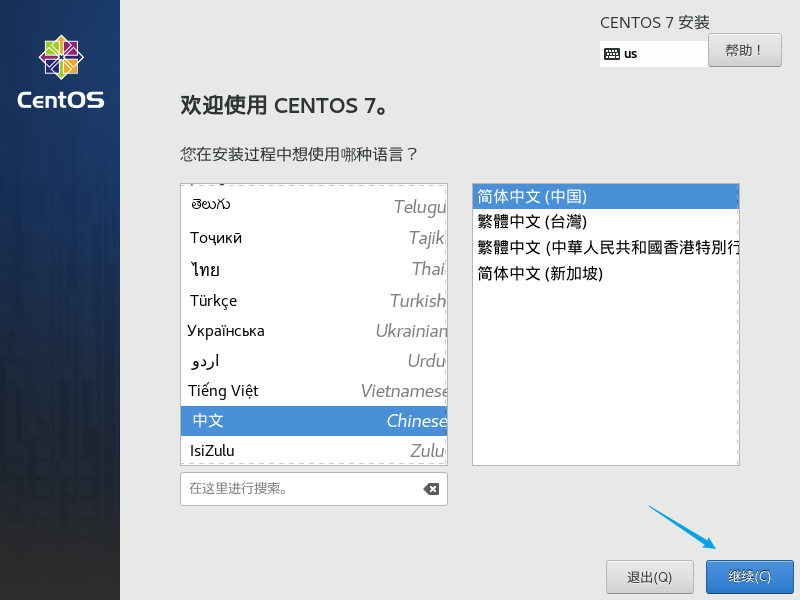 CENTOS 7 安装
us
帮助！
CentOS
欢迎使用 CENTOS 7。
您在安装过程中想使用哪种语言？
తెలుగు Telugu
Тоҷикӣ Tajik
ไทย Thai
Türkçe Turkish
Українська Ukrainian
اردو Urdu
Tiếng Việt Vietnamese
中文 Chinese
IsiZulu Zulu
简体中文 (中国)
繁體中文 (台灣)
繁體中文 (中華人民共和國香港特別行
简体中文 (新加坡)
在这里进行搜索。
退出(Q)
继续(C)